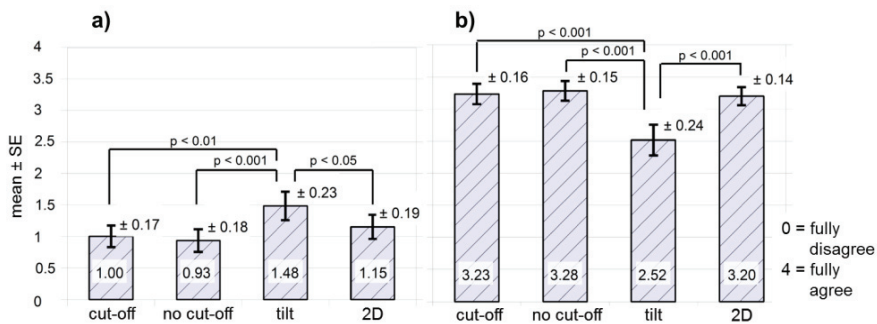 a)
mean ± SE
4
3.5
3
2.5
2
1.5
1
0.5
0
p < 0.01
p < 0.001
p < 0.05
± 0.17
± 0.18
± 0.23
± 0.19
1.00
0.93
1.48
1.15
cut-off no cut-off tilt 2D
b)
p < 0.001
p < 0.001
p < 0.001
± 0.16
± 0.15
± 0.24
± 0.14
3.23
3.28
2.52
3.20
cut-off no cut-off tilt 2D
0 = fully
disagree
4 = fully
agree